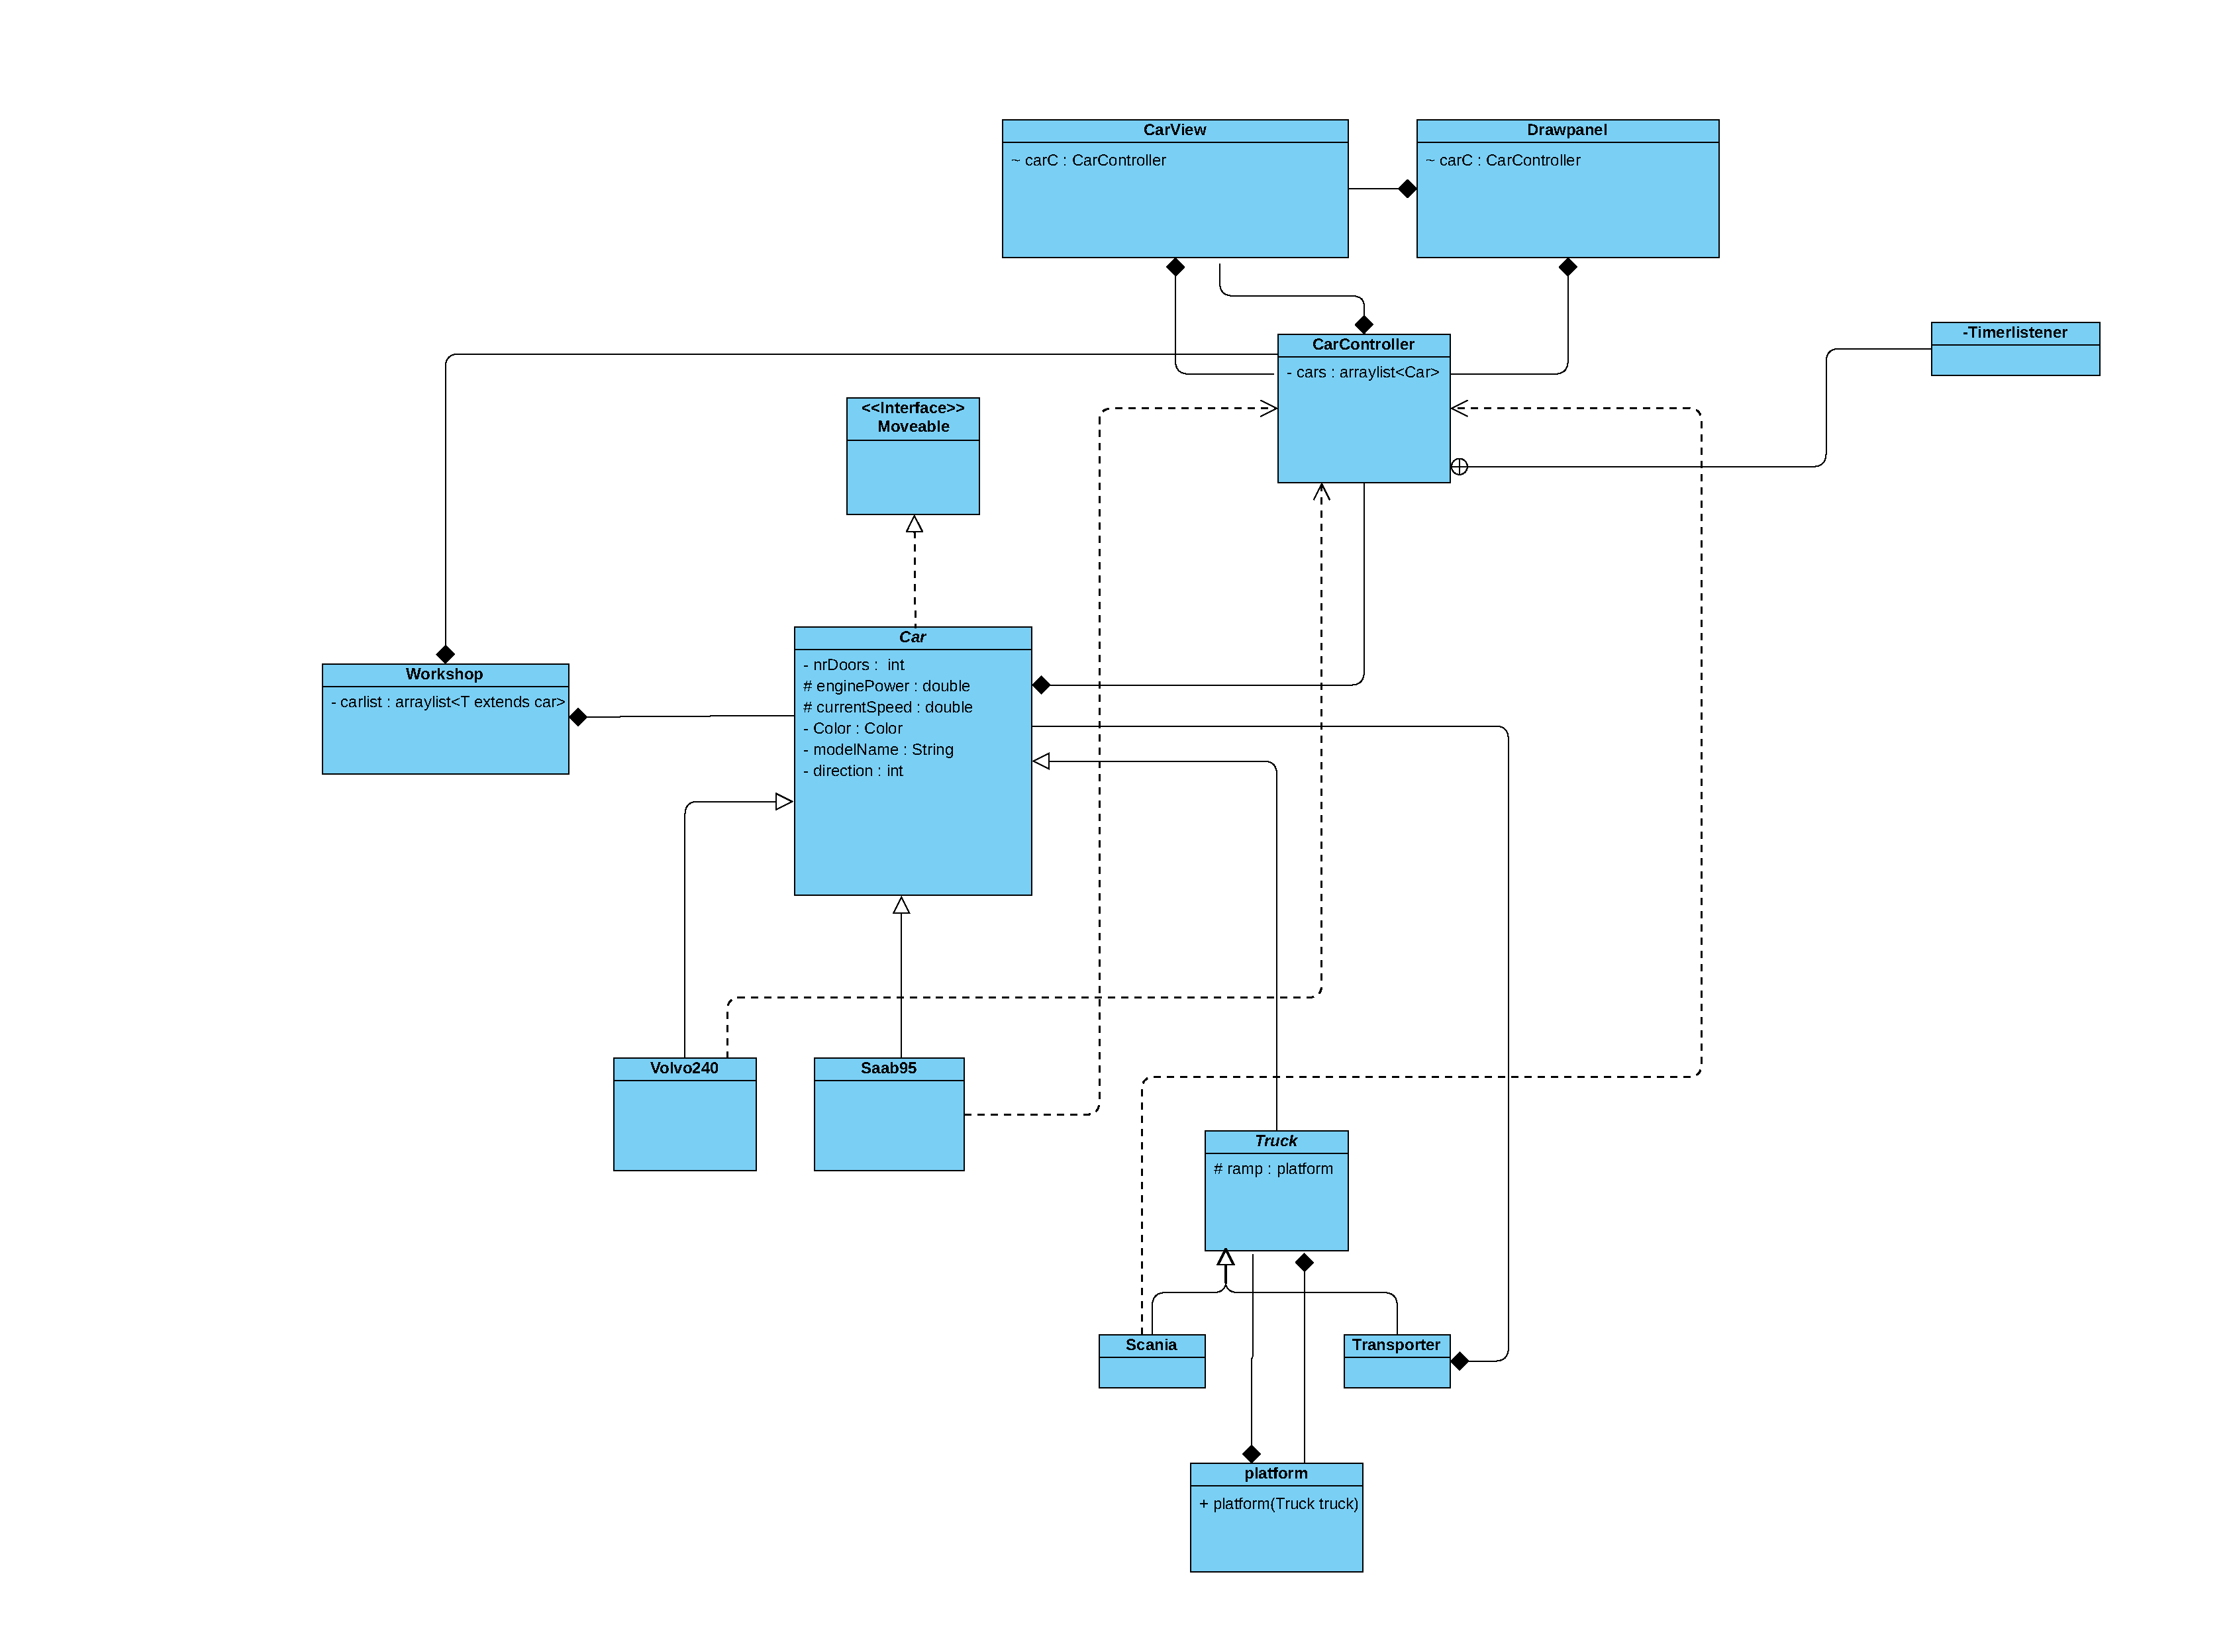 CarView
~ carC : CarController
Drawpanel
~ carC : CarController
-Timerlistener
CarController
- cars : arraylist<Car>
<<Interface>>
Moveable
Car
- nrDoors :  int
# enginePower : double
# currentSpeed : double
- Color : Color
- modelName : String
- direction : int
Workshop
- carlist : arraylist<T extends car>
Volvo240
Saab95
Truck
# ramp : platform
Scania
Transporter
platform
+ platform(Truck truck)